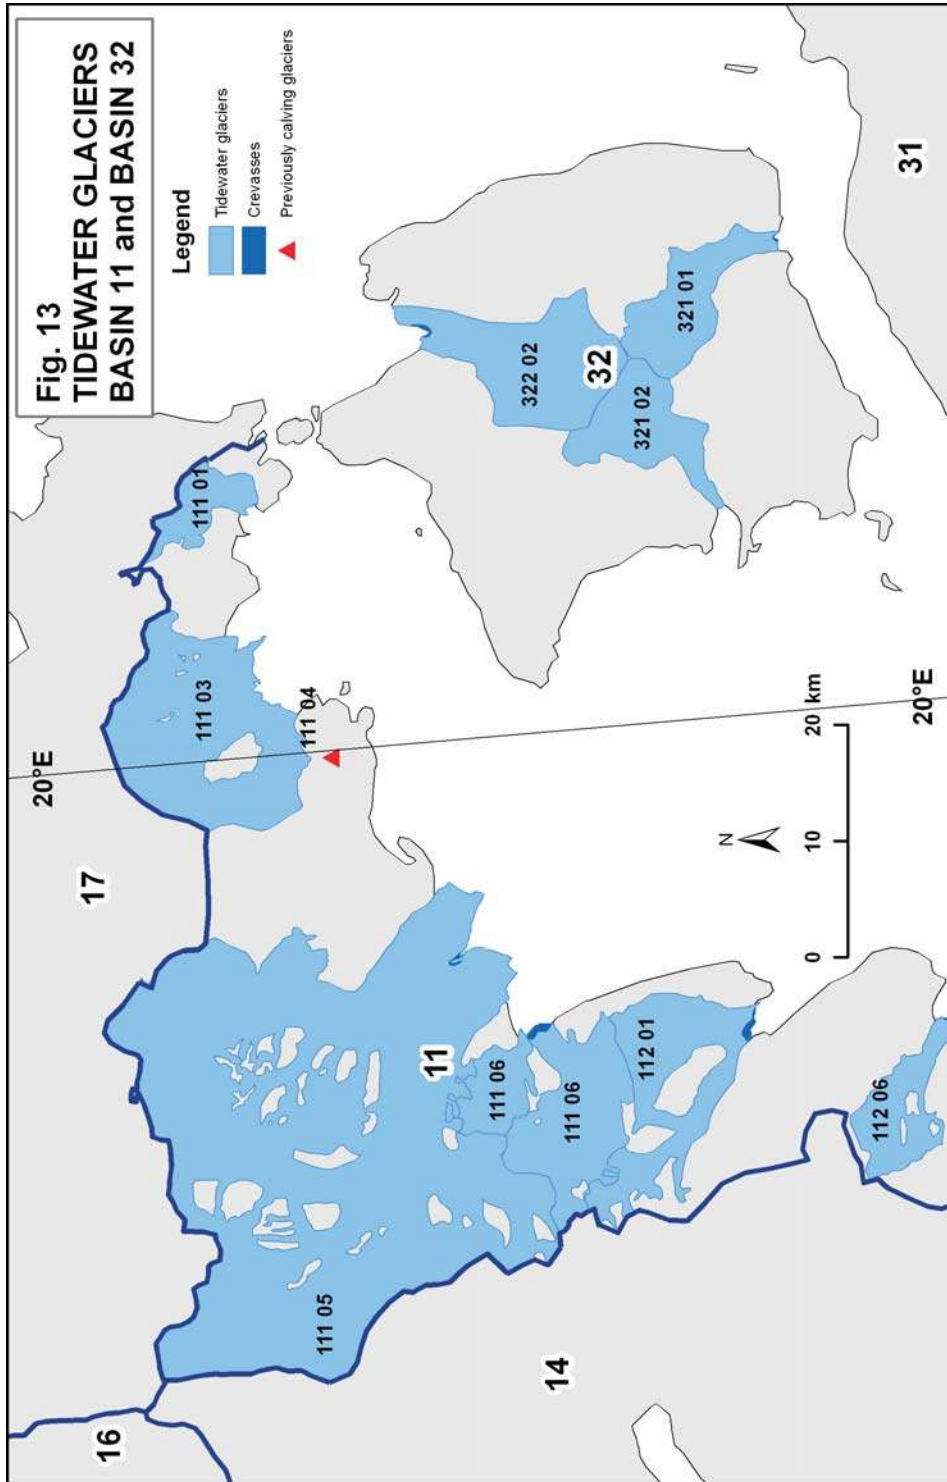 Fig. 13
TIDEWATER GLACIERS
BASIN 11 and BASIN 32
Legend
Tidewater glaciers
Crevasses
Previously calving glaciers
16
17
20°E
111 01
111 03
111 04
111 05
11
111 06
111 06
112 01
112 06
14
322 02
32
321 02
321 01
31
N
0
10
20 km
20°E